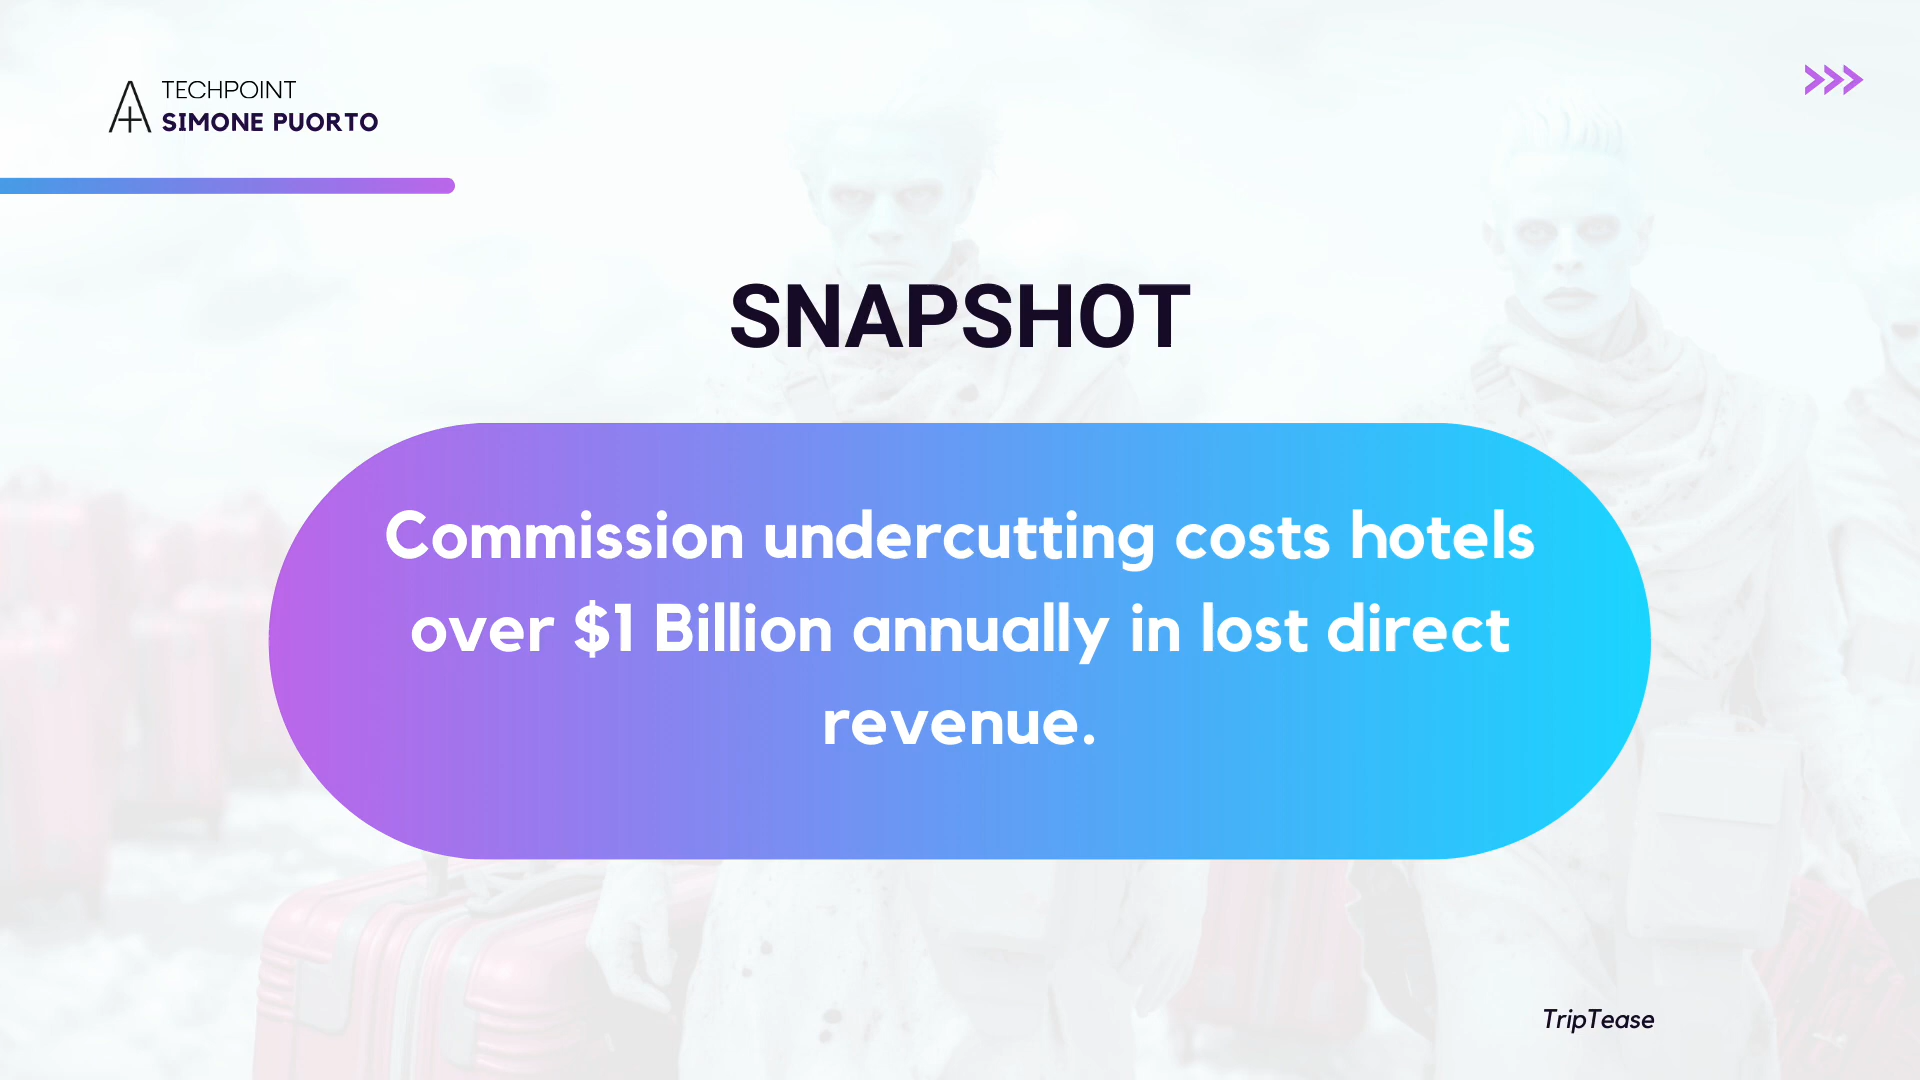 TECHPOINT
SIMONE PUORTO
SNAPSHOT
Commission undercutting costs hotels
over $1 Billion annually in lost direct
revenue.
TripTease